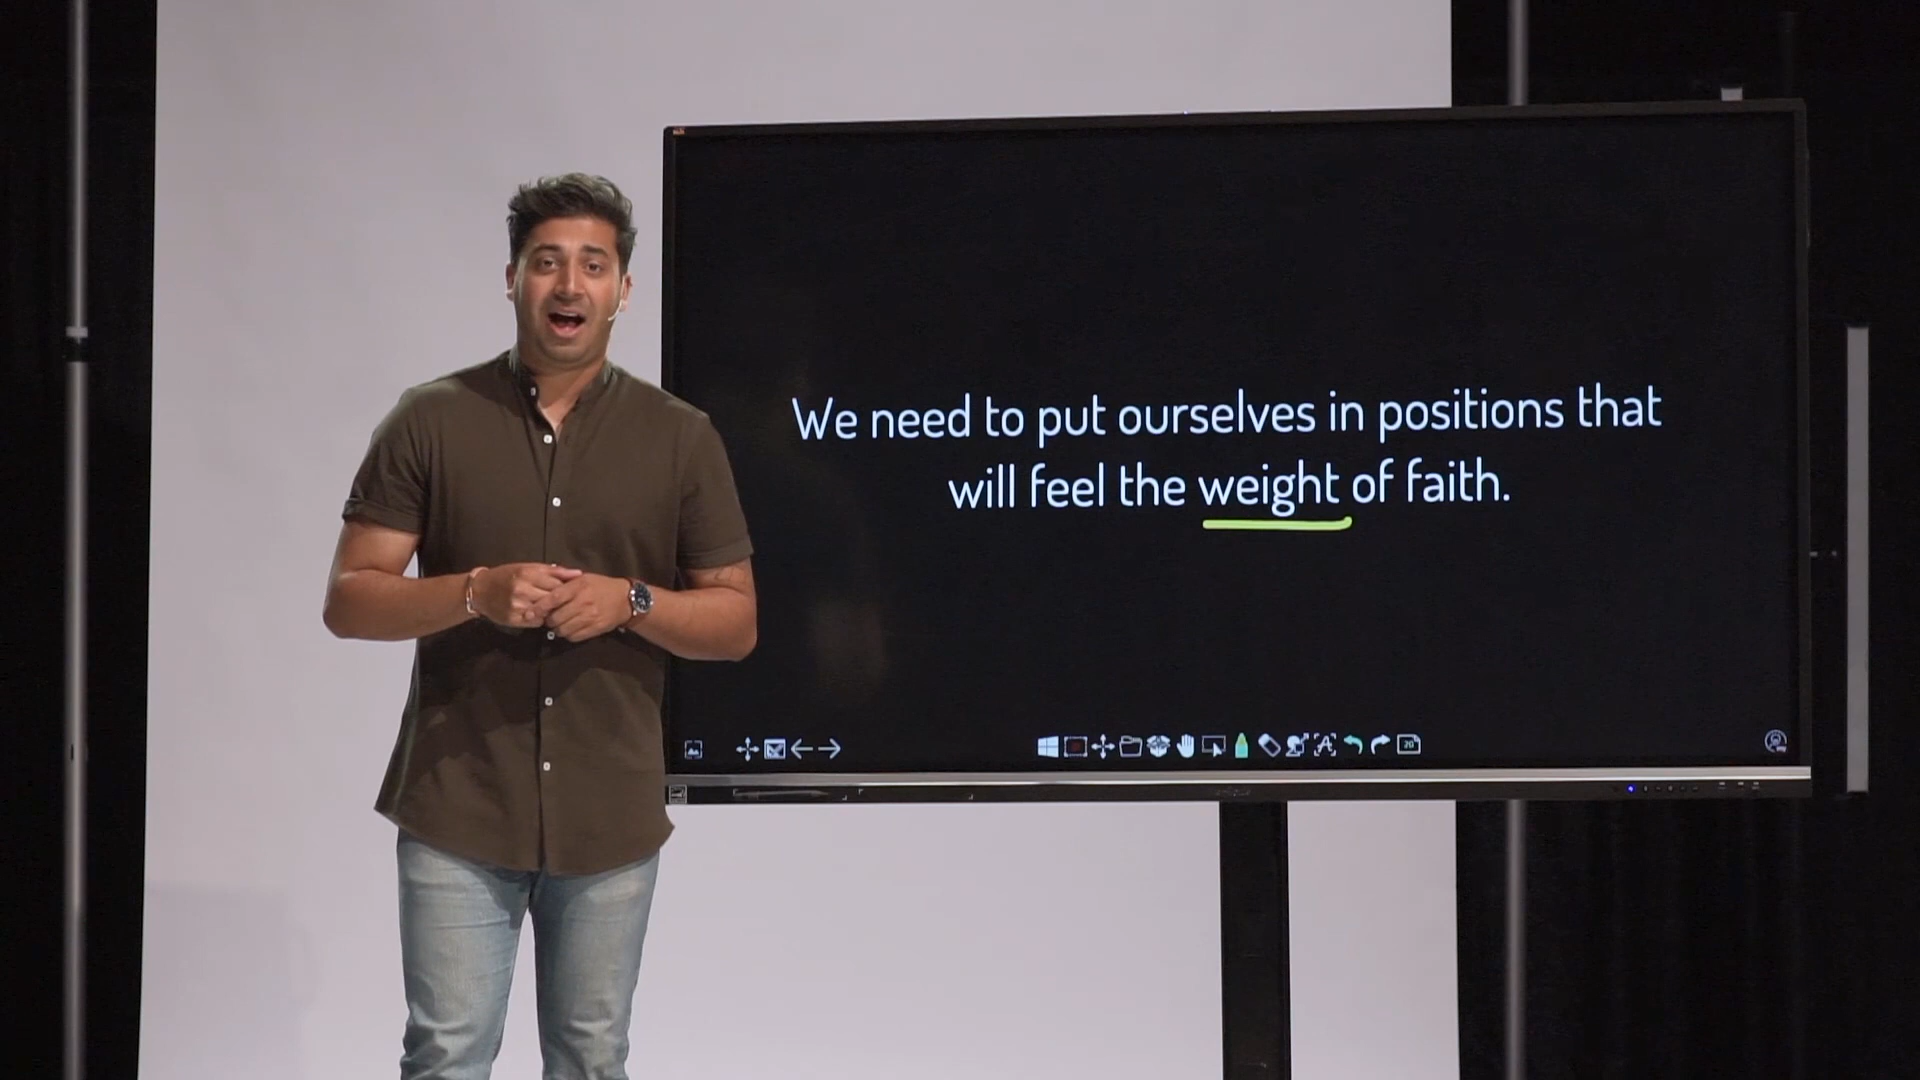 We need to put ourselves in positions that
will feel the weight of faith.